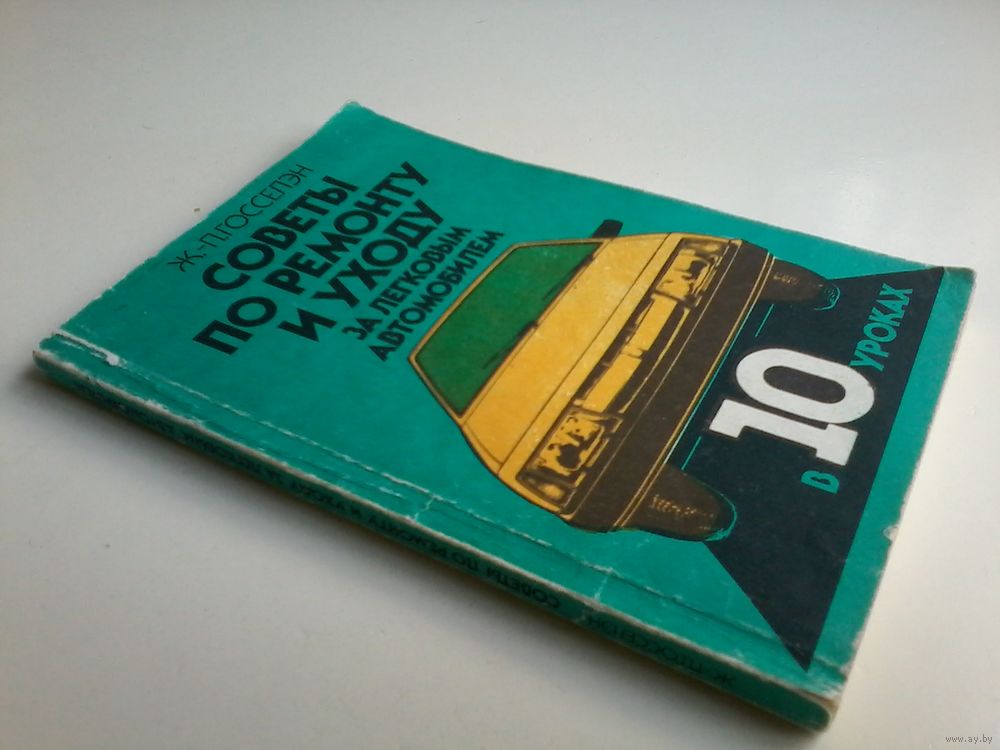 Ж.-П.ГОССЕЛЭН
СОВЕТЫ
ПО РЕМОНТУ
И УХОДУ
ЗА ЛЕГКОВЫМ
АВТОМОБИЛЕМ
В 10 УРОКАХ
Ж.-П.ГОССЕЛЭН СОВЕТЫ ПО РЕМОНТУ И УХОДУ ЗА ЛЕГКОВЫМ
www.ay.by